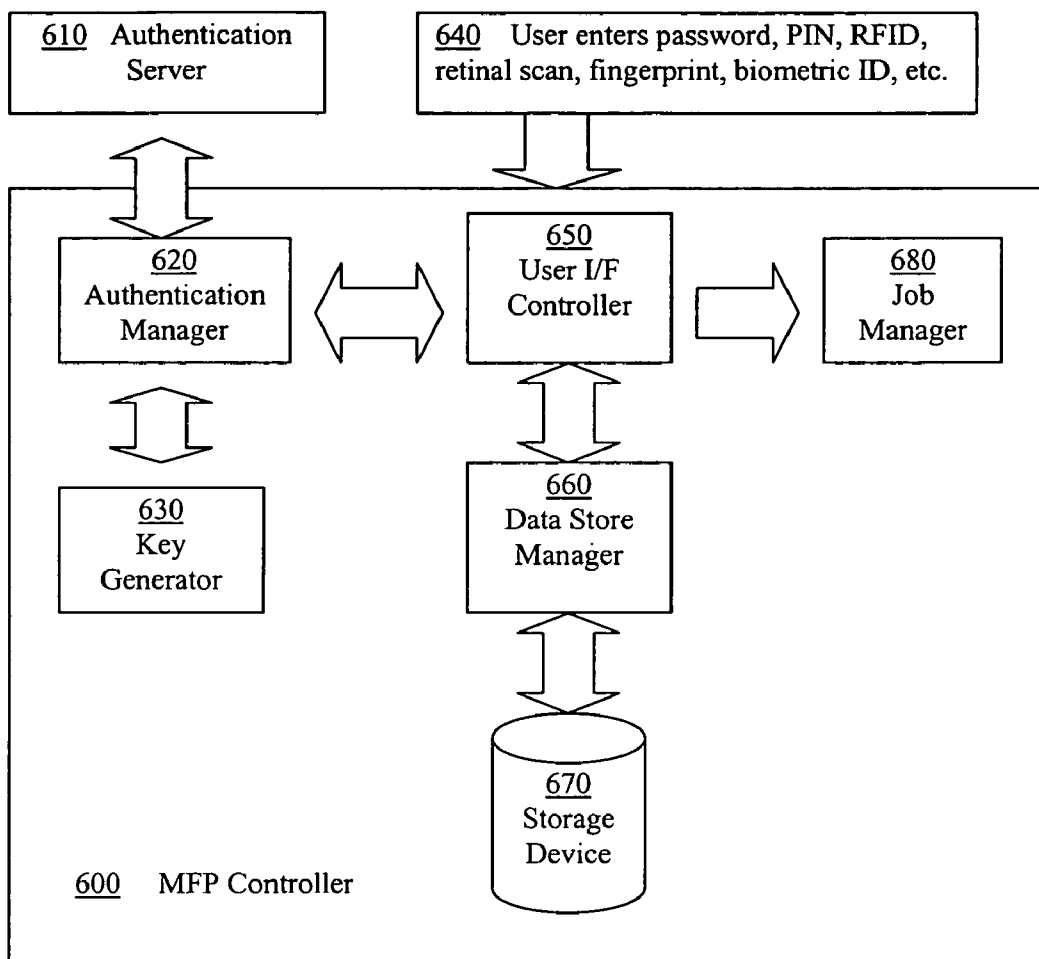 610 Authentication
Server
640 User enters password, PIN, RFID,
retinal scan, fingerprint, biometric ID, etc.
620
Authentication
Manager
650
User I/F
Controller
680
Job
Manager
630
Key
Generator
660
Data Store
Manager
670
Storage
Device
600 MFP Controller